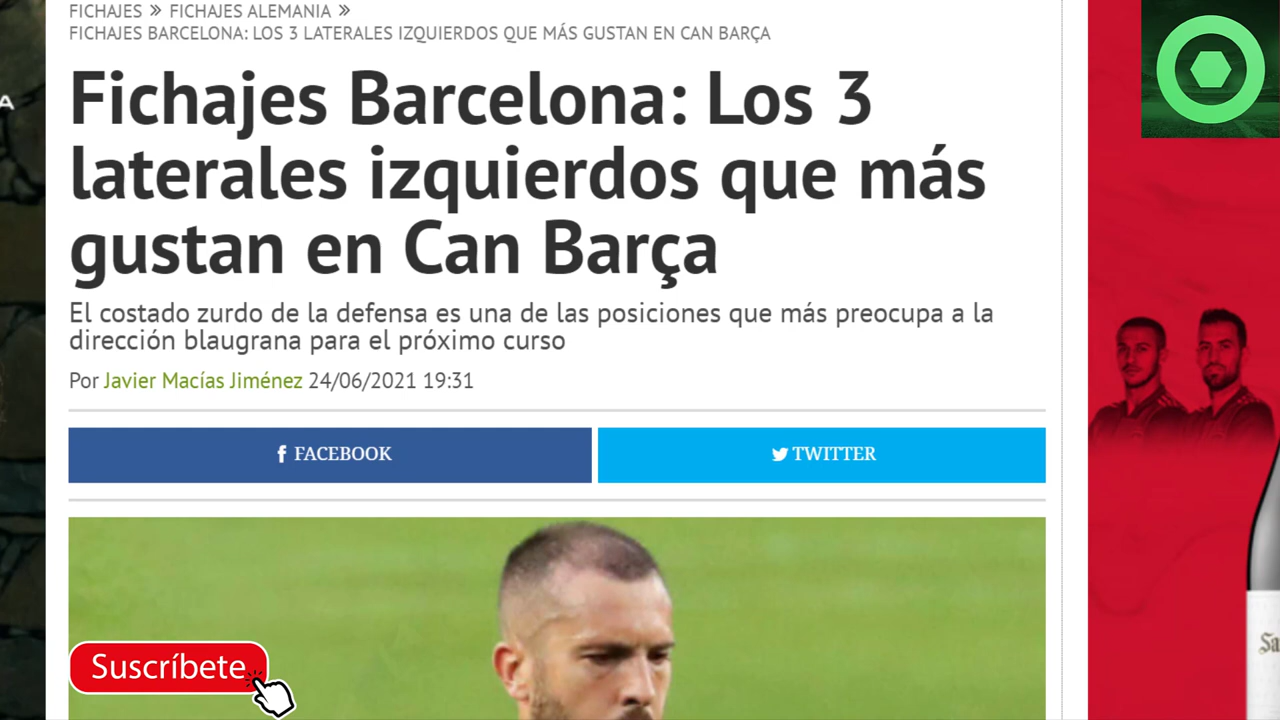 A
FICHAJES » FICHAJES ALEMANIA »
FICHAJES BARCELONA: LOS 3 LATERALES IZQUIERDOS QUE MÁS GUSTAN EN CAN BARÇA
Fichajes Barcelona: Los 3
laterales izquierdos que más
gustan en Can Barça
El costado zurdo de la defensa es una de las posiciones que más preocupa a la
dirección blaugrana para el próximo curso
Por Javier Macías Jiménez 24/06/2021 19:31
FACEBOOK
TWITTER
Suscríbete